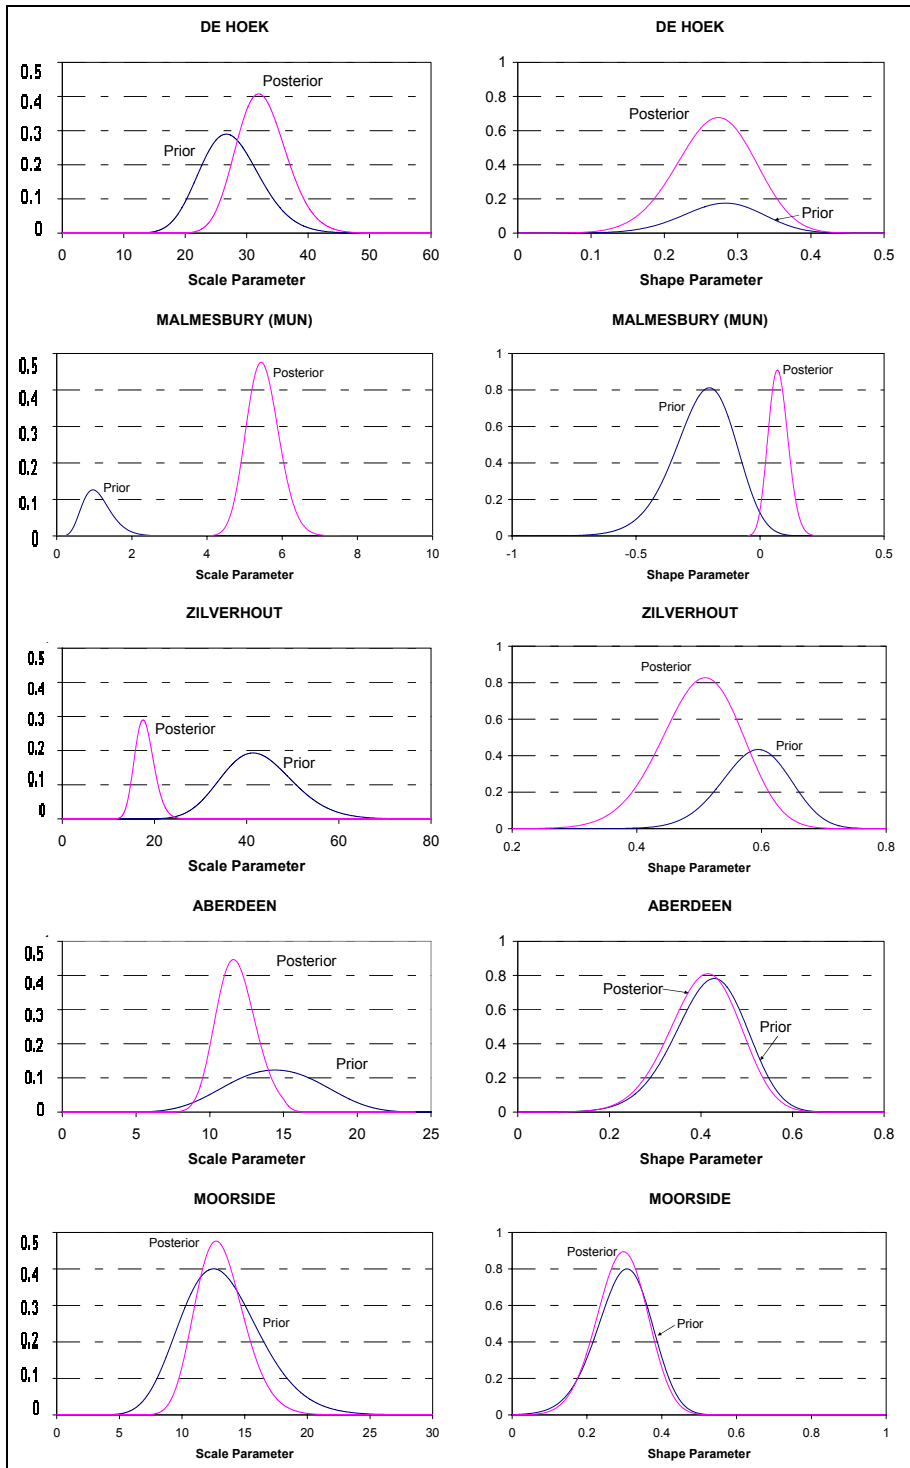 DE HOEK
0.5
0.4
0.3
0.2
0.1
0
Prior
Posterior
0 10 20 30 40 50 60
Scale Parameter
DE HOEK
1
0.8
0.6
0.4
0.2
0
Posterior
Prior
0 0.1 0.2 0.3 0.4 0.5
Shape Parameter
MALMESBURY (MUN)
0.5
0.4
0.3
0.2
0.1
0
Posterior
Prior
0 2 4 6 8 10
Scale Parameter
MALMESBURY (MUN)
1
0.8
0.6
0.4
0.2
0
Posterior
Prior
-1 -0.5 0 0.5
Shape Parameter
ZILVERHOUT
0.5
0.4
0.3
0.2
0.1
0
Posterior
Prior
0 20 40 60 80
Scale Parameter
ZILVERHOUT
1
0.8
0.6
0.4
0.2
0
Posterior
Prior
0.2 0.4 0.6 0.8
Shape Parameter
ABERDEEN
0.5
0.4
0.3
0.2
0.1
0
Posterior
Prior
0 5 10 15 20 25
Scale Parameter
ABERDEEN
1
0.8
0.6
0.4
0.2
0
Posterior
Prior
0 0.2 0.4 0.6 0.8
Shape Parameter
MOORSIDE
0.5
0.4
0.3
0.2
0.1
0
Posterior
Prior
0 5 10 15 20 25 30
Scale Parameter
MOORSIDE
1
0.8
0.6
0.4
0.2
0
Posterior
Prior
0 0.2 0.4 0.6 0.8 1
Shape Parameter